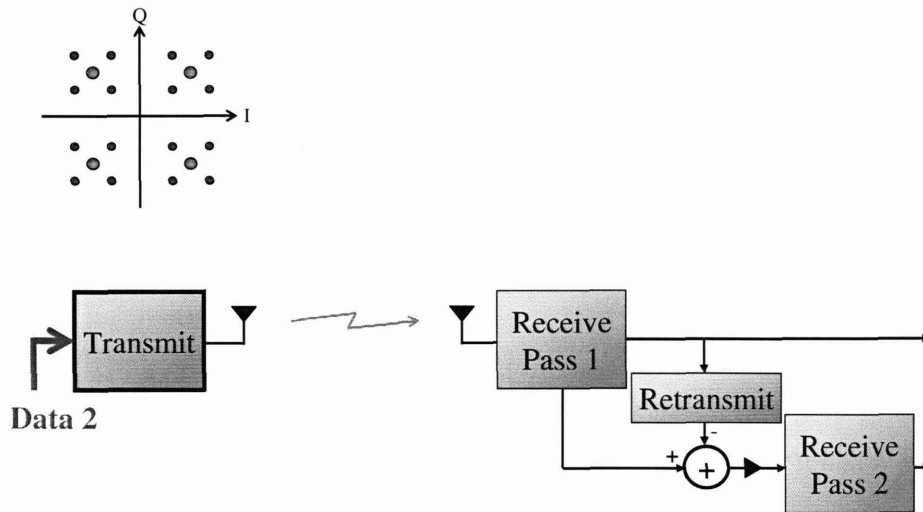 Q
I
Transmit
Data 2
Receive
Pass 1
Retransmit
-
+
+
Receive
Pass 2